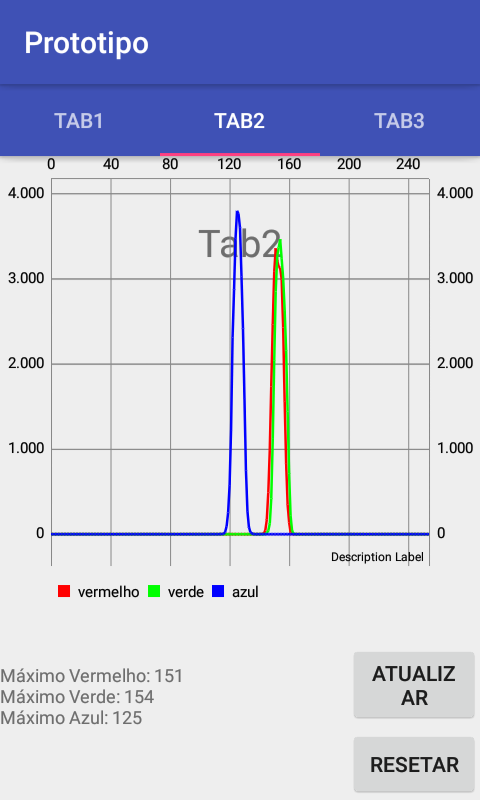 Prototipo
TAB1 TAB2 TAB3
0 40 80 120 160 200 240
4.000 4.000
Tab2
3.000 3.000
2.000 2.000
1.000 1.000
0 0
Description Label
vermelho verde azul
Máximo Vermelho: 151
Máximo Verde: 154
Máximo Azul: 125
ATUALIZ
AR
RESETAR